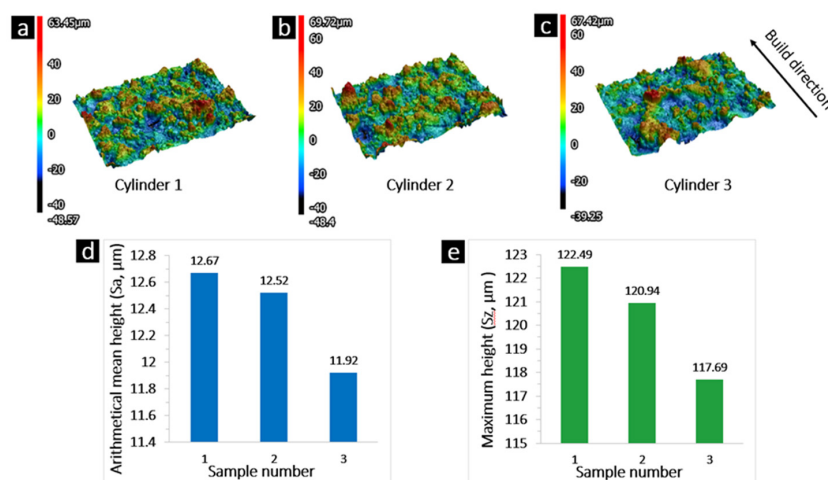 a
63.45µm
60
40
20
0
-20
-40
-48.57
Cylinder 1
b
69.72µm
60
40
20
0
-20
-40
-48.4
Cylinder 2
c
67.42µm
60
40
20
0
-20
-39.25
Cylinder 3
Build direction
d
Arithmetical mean height (Sa, µm)
12.8
12.6
12.4
12.2
12
11.8
11.6
11.4
12.67
12.52
11.92
1 2 3
Sample number
e
Maximum height (Sz, µm )
123
122
121
120
119
118
117
116
115
122.49
120.94
117.69
1 2 3
Sample number